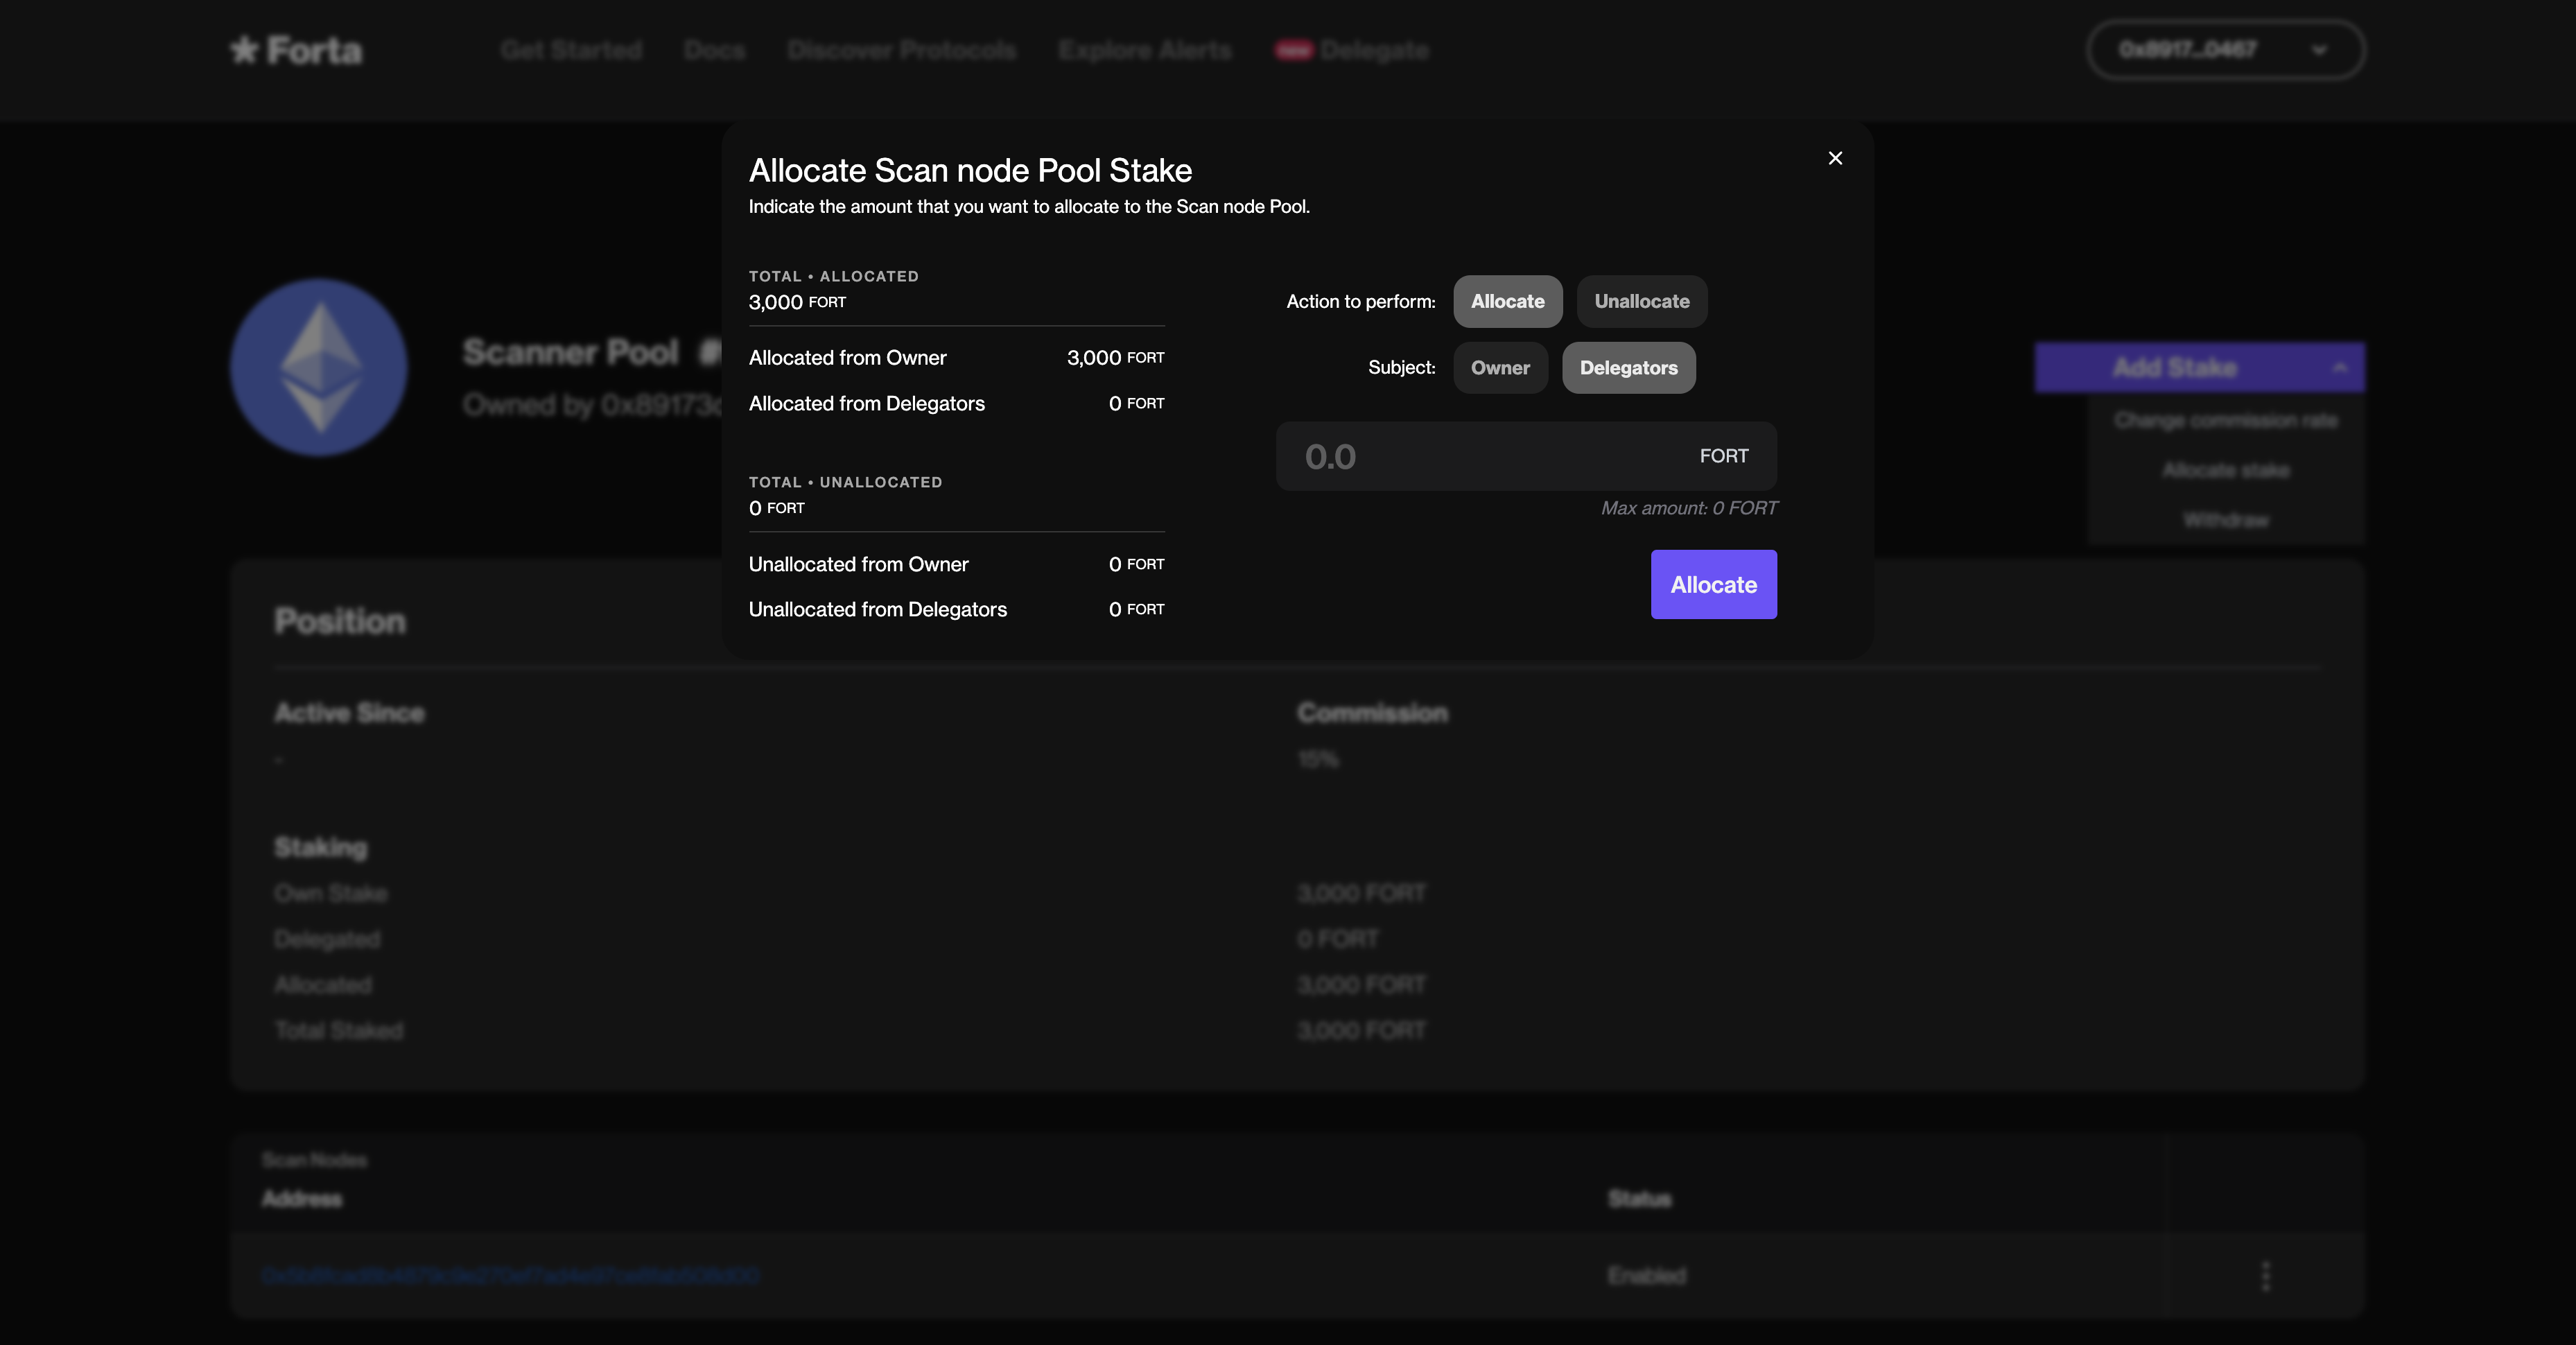 Forta
Get Started Docs Discover Protocols Explore Alerts new Delegate
0x8917...0467
Allocate Scan node Pool Stake
Indicate the amount that you want to allocate to the Scan node Pool.
TOTAL • ALLOCATED
3,000 FORT
Allocated from Owner 3,000 FORT
Allocated from Delegators 0 FORT
TOTAL • UNALLOCATED
0 FORT
Unallocated from Owner 0 FORT
Unallocated from Delegators 0 FORT
Action to perform: Allocate Unallocate
Subject: Owner Delegators
0.0 FORT
Max amount: 0 FORT
Allocate
Scanner Pool #
Owned by 0x89173
Add Stake
Change commission rate
Allocate stake
Withdraw
Position
Active Since Commission
- 15%
Staking
Own Stake 3,000 FORT
Delegated 0 FORT
Allocated 3,000 FORT
Total Staked 3,000 FORT
Scan Nodes
Address Status
Enabled